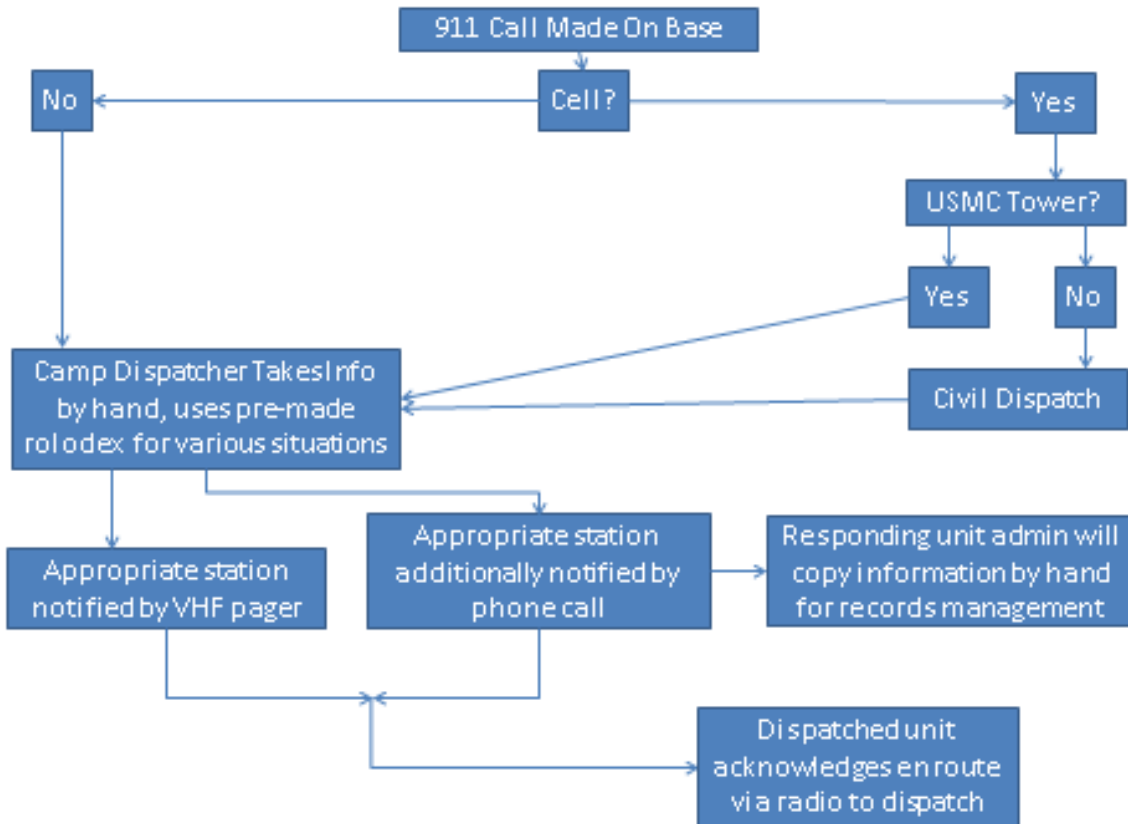 911 Call Made On Base
No
Cell?
Yes
USMC Tower?
Yes
No
Camp Dispatcher TakesInfo
by hand, uses pre-made
rolodex for various situations
Civil Dispatch
Appropriate station
notified by VHF pager
Appropriate station
additionally notified by
phone call
Responding unit admin will
copy information by hand
for records management
Dispatched unit
acknowledges en route
via radio to dispatch